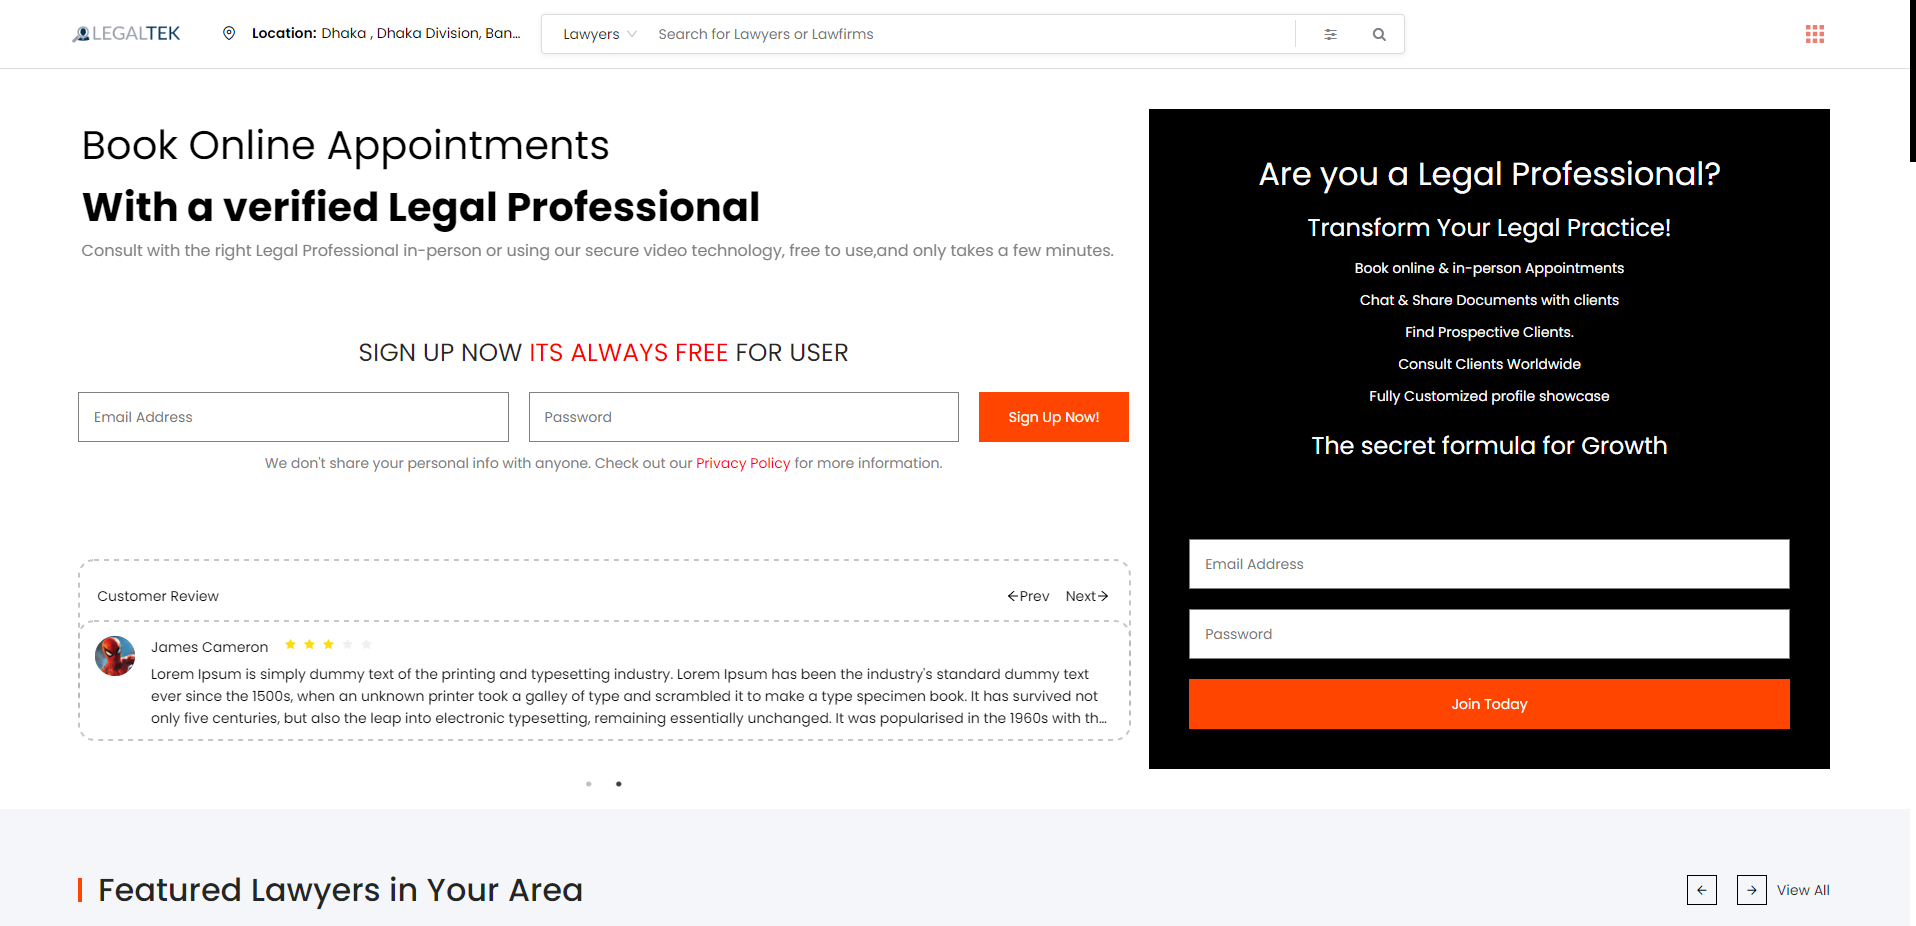 LEGALTEK
Location: Dhaka , Dhaka Division, Ban...
Lawyers
Search for Lawyers or Lawfirms
Book Online Appointments
With a verified Legal Professional
Consult with the right Legal Professional in-person or using our secure video technology, free to use,and only takes a few minutes.
SIGN UP NOW ITS ALWAYS FREE FOR USER
Email Address
Password
Sign Up Now!
We don't share your personal info with anyone. Check out our Privacy Policy for more information.
Customer Review
Prev
Next
James Cameron
Lorem Ipsum is simply dummy text of the printing and typesetting industry. Lorem Ipsum has been the industry's standard dummy text
ever since the 1500s, when an unknown printer took a galley of type and scrambled it to make a type specimen book. It has survived not
only five centuries, but also the leap into electronic typesetting, remaining essentially unchanged. It was popularised in the 1960s with th...
Are you a Legal Professional?
Transform Your Legal Practice!
Book online & in-person Appointments
Chat & Share Documents with clients
Find Prospective Clients.
Consult Clients Worldwide
Fully Customized profile showcase
The secret formula for Growth
Email Address
Password
Join Today
Featured Lawyers in Your Area
View All